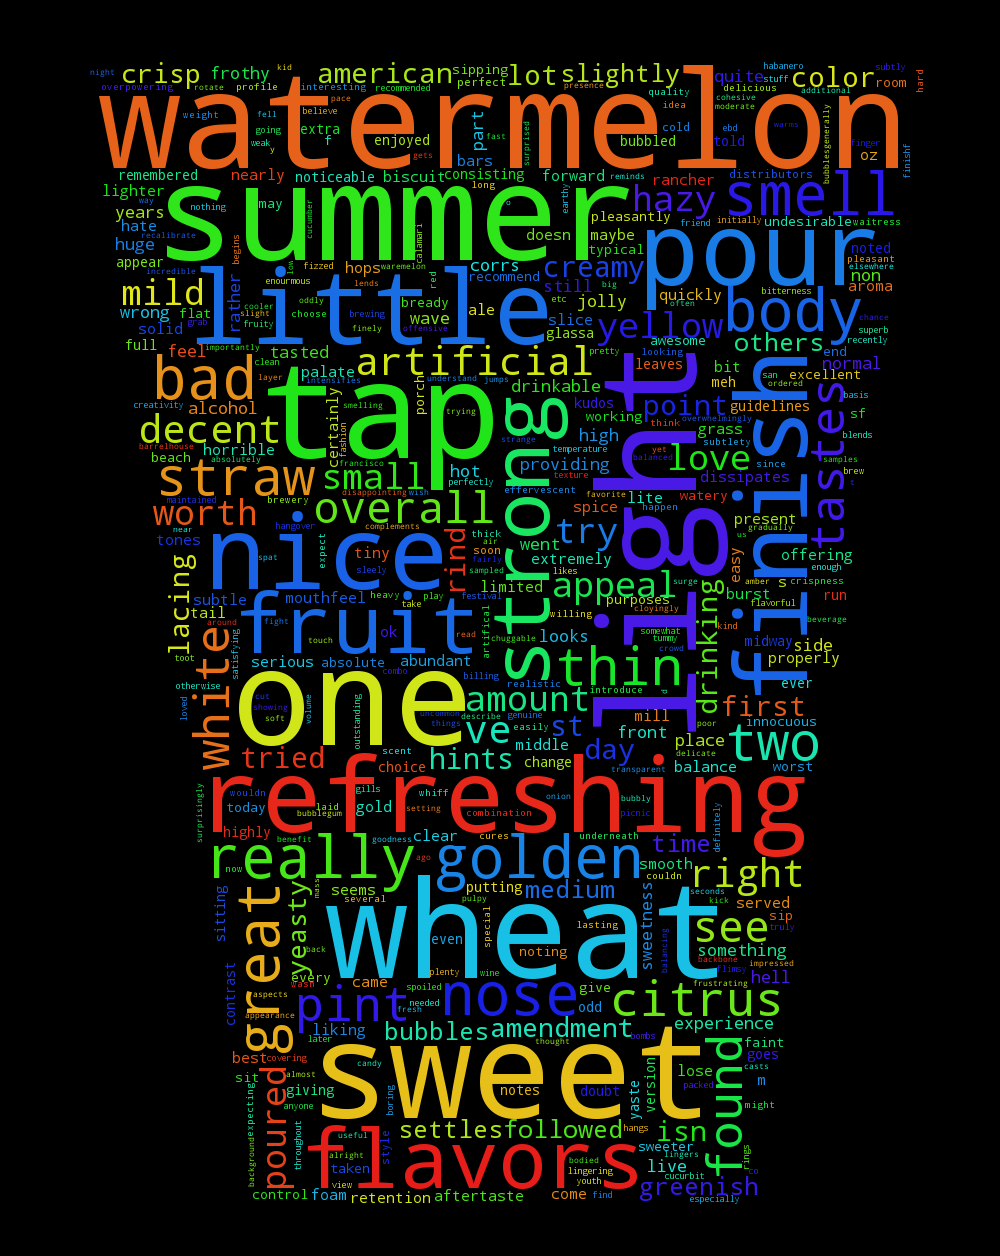 night crisp frothy kid american sipping lot slightly quite habanero color subtly room hard
overpowering rotate profile interesting recommended perfect presence quality delicious stuff additional
watermelon
weight fell pace believe idea cohesive moderate
going extra f enjoyed part fast surprised cold bubbled ebd told warms finger bubblesgenerally
weak y gets bars oz finishf
remembered nearly noticeable biscuit consisting forward reminds rancher distributors
lighter way nothing may cucumber long earthy hazy smell
summer
years pleasantly friend initially undesirable waitress
hate recalibrate begins calamari doesn maybe pour noted
huge typical pleasant
appear incredible low fizzed hops waremelon corrs creamy elsewhere non
enourmous lends red recommend still big bitterness aroma
mild rather little bready etc jolly quickly often body
wrong flat grab cooler oddly choose wave ale slice yellow chance
solid slight fruity brewing finely offensive glassa awesome others superb recently
full feel importantly tasted artificial pretty looking end normal
clean palate drinkable leaves bit san excellent
bad layer intensifies porch understand jumps kudos meh ordered basis
creativity alcohol tap smelling trying working point guidelines sf
decent certainly fashion overwhelmingly grass blends
horrible barrelhouse strange high think subtlety
beach absolutely francisco hot temperature balanced yet love since samples
straw small perfectly providing texture dissipates brew
maintained disappointing wish effervescent favorite lite watery tastes
worth brewery overall strong spice happen present gradually
near hangover complements thick try us
tones nice expect tiny rind air went light easy finish offering
spat sleely fairly soon extremely amber enough
lacing sampled likes appeal surge s crispness
subtle mouthfeel heavy play limited willing purposes burst flavorful run
tail fruit take festival cloyingly beverage
around fight ok read artifical chuggable looks somewhat drinking kind midway side
white toot satisfying touch tummy crowd properly
serious absolute abundant thin
otherwise combo billing realistic introduce ever
loved cut one amount first innocuous
showing volume outstanding uncommon genuine mill
soft things describe easily st front poor two
ve middle day place delicate
tried scent hints change transparent balance worst
choice
refreshing
surprisingly wouldn gills whiff onion bubbly
today laid gold setting combination picnic
bubblegum definitely
highly benefit goodness clear cures underneath time
really ago golden smooth right
now couldn
mass seems putting medium seconds
several pulpy kick served
sitting great yeasty wheat special lasting sweetness see sip
even truly
back noting balancing something
plenty wine backbone impressed
contrast every wash came flimsy hell
aspects spoiled give frustrating
pint needed nose odd citrus
appearance fresh
liking bubbles amendment experience
later bombs faint
best covering thought goes
sweet
sit almost candy lose casts
giving boring notes doubt yaste version packed m
anyone might
expecting poured settles followed hangs isn found
background throughout useful
alright style sweeter lingers rings
taken bodied lingering live co
view youth cucurbit
flavors
control foam retention aftertaste come find greenish especially